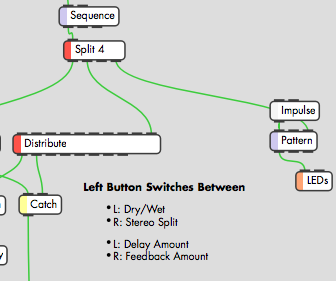 Sequence
Split 4
Impulse
Distribute
Pattern
LEDs
Left Button Switches Between
Catch
• L: Dry/Wet
• R: Stereo Split
• L: Delay Amount
• R: Feedback Amount